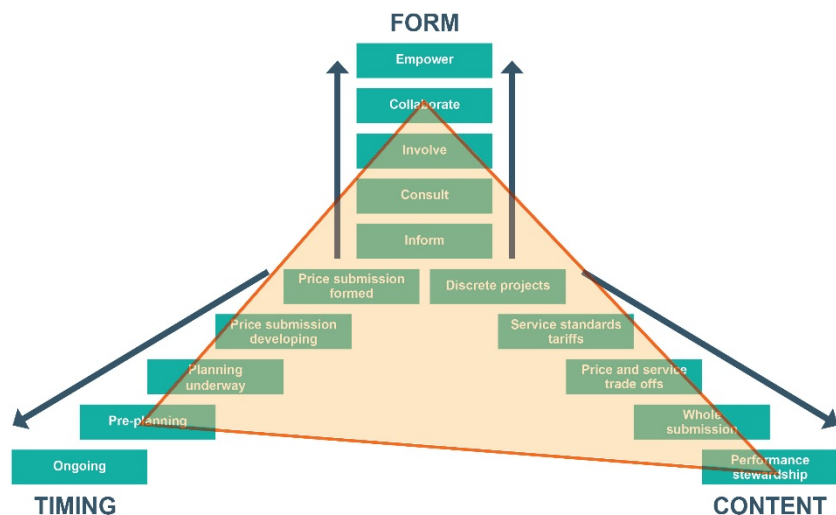 FORM
Empower
Collaborate
Involve
Consult
Inform
Price submission
formed
Discrete projects
Price submission
developing
Service standards
tariffs
Planning
underway
Price and service
trade offs
Pre-planning
Whole
submission
Ongoing
Performance
stewardship
TIMING
CONTENT